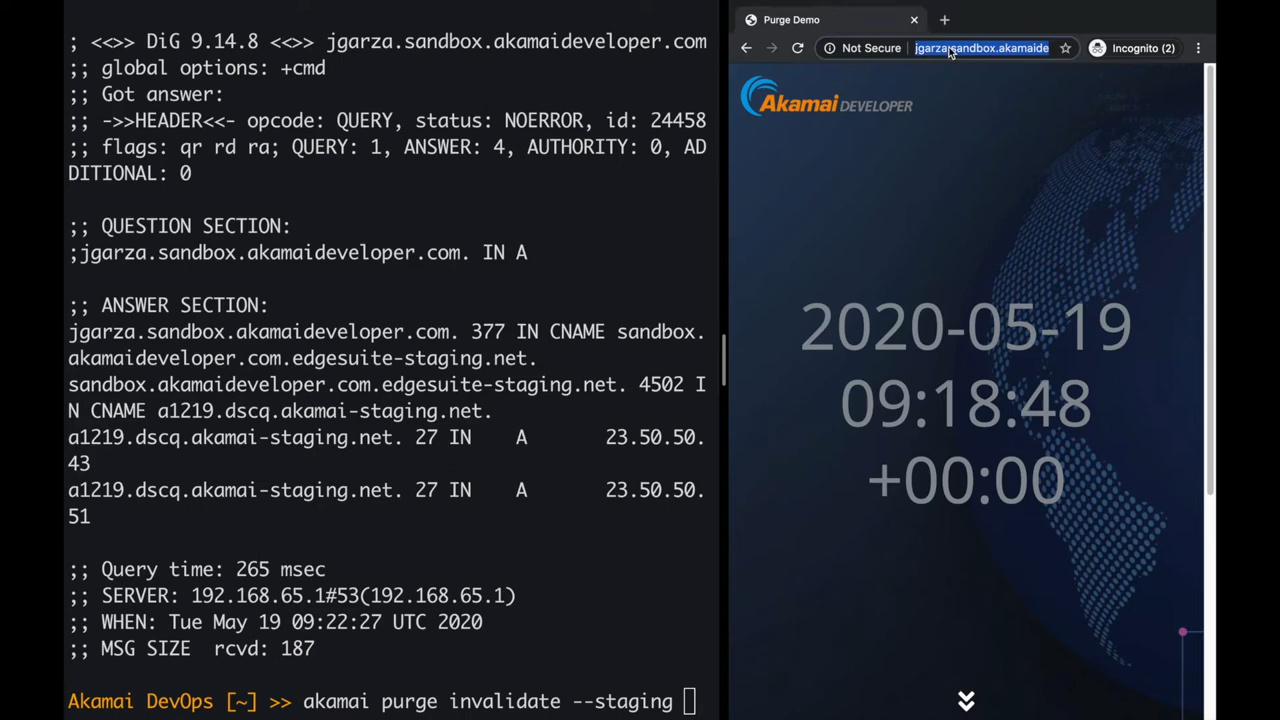 ; <<>> DiG 9.14.8 <<>> jgarza.sandbox.akamaideveloper.com
;; global options: +cmd
;; Got answer:
;; ->>HEADER<<- opcode: QUERY, status: NOERROR, id: 24458
;; flags: qr rd ra; QUERY: 1, ANSWER: 4, AUTHORITY: 0, AD
DITIONAL: 0
;; QUESTION SECTION:
;jgarza.sandbox.akamaideveloper.com. IN A
;; ANSWER SECTION:
jgarza.sandbox.akamaideveloper.com. 377 IN CNAME sandbox.
akamaideveloper.com.edgesuite-staging.net.
sandbox.akamaideveloper.com.edgesuite-staging.net. 4502 I
N CNAME a1219.dscq.akamai-staging.net.
a1219.dscq.akamai-staging.net. 27 IN A 23.50.50.
43
a1219.dscq.akamai-staging.net. 27 IN A 23.50.50.
51
;; Query time: 265 msec
;; SERVER: 192.168.65.1#53(192.168.65.1)
;; WHEN: Tue May 19 09:22:27 UTC 2020
;; MSG SIZE rcvd: 187
Akamai DevOps [~] >> akamai purge invalidate --staging
Purge Demo
Not Secure jgarza.sandbox.akamaide Incognito (2)
Akamai DEVELOPER
2020-05-19
09:18:48
+00:00